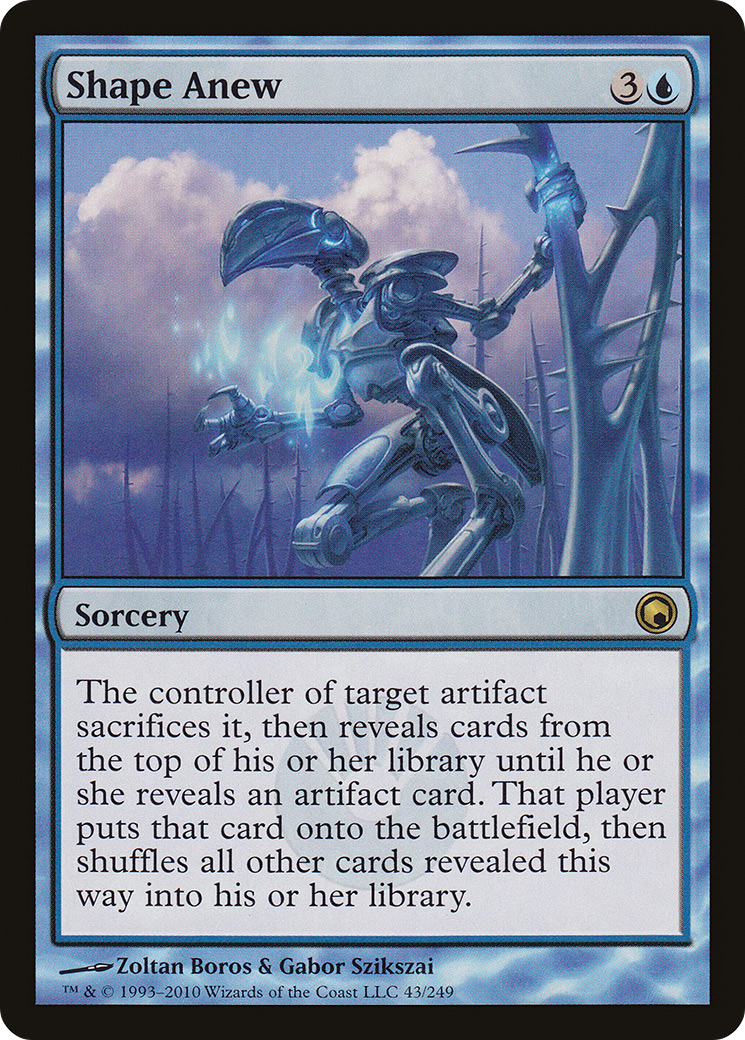 Shape Anew
3
Sorcery
The controller of target artifact
sacrifices it, then reveals cards from
the top of his or her library until he or
she reveals an artifact card. That player
puts that card onto the battlefield, then
shuffles all other cards revealed this
way into his or her library.
Zoltan Boros & Gabor Szikszai
™ & © 1993–2010 Wizards of the Coast LLC 43/249